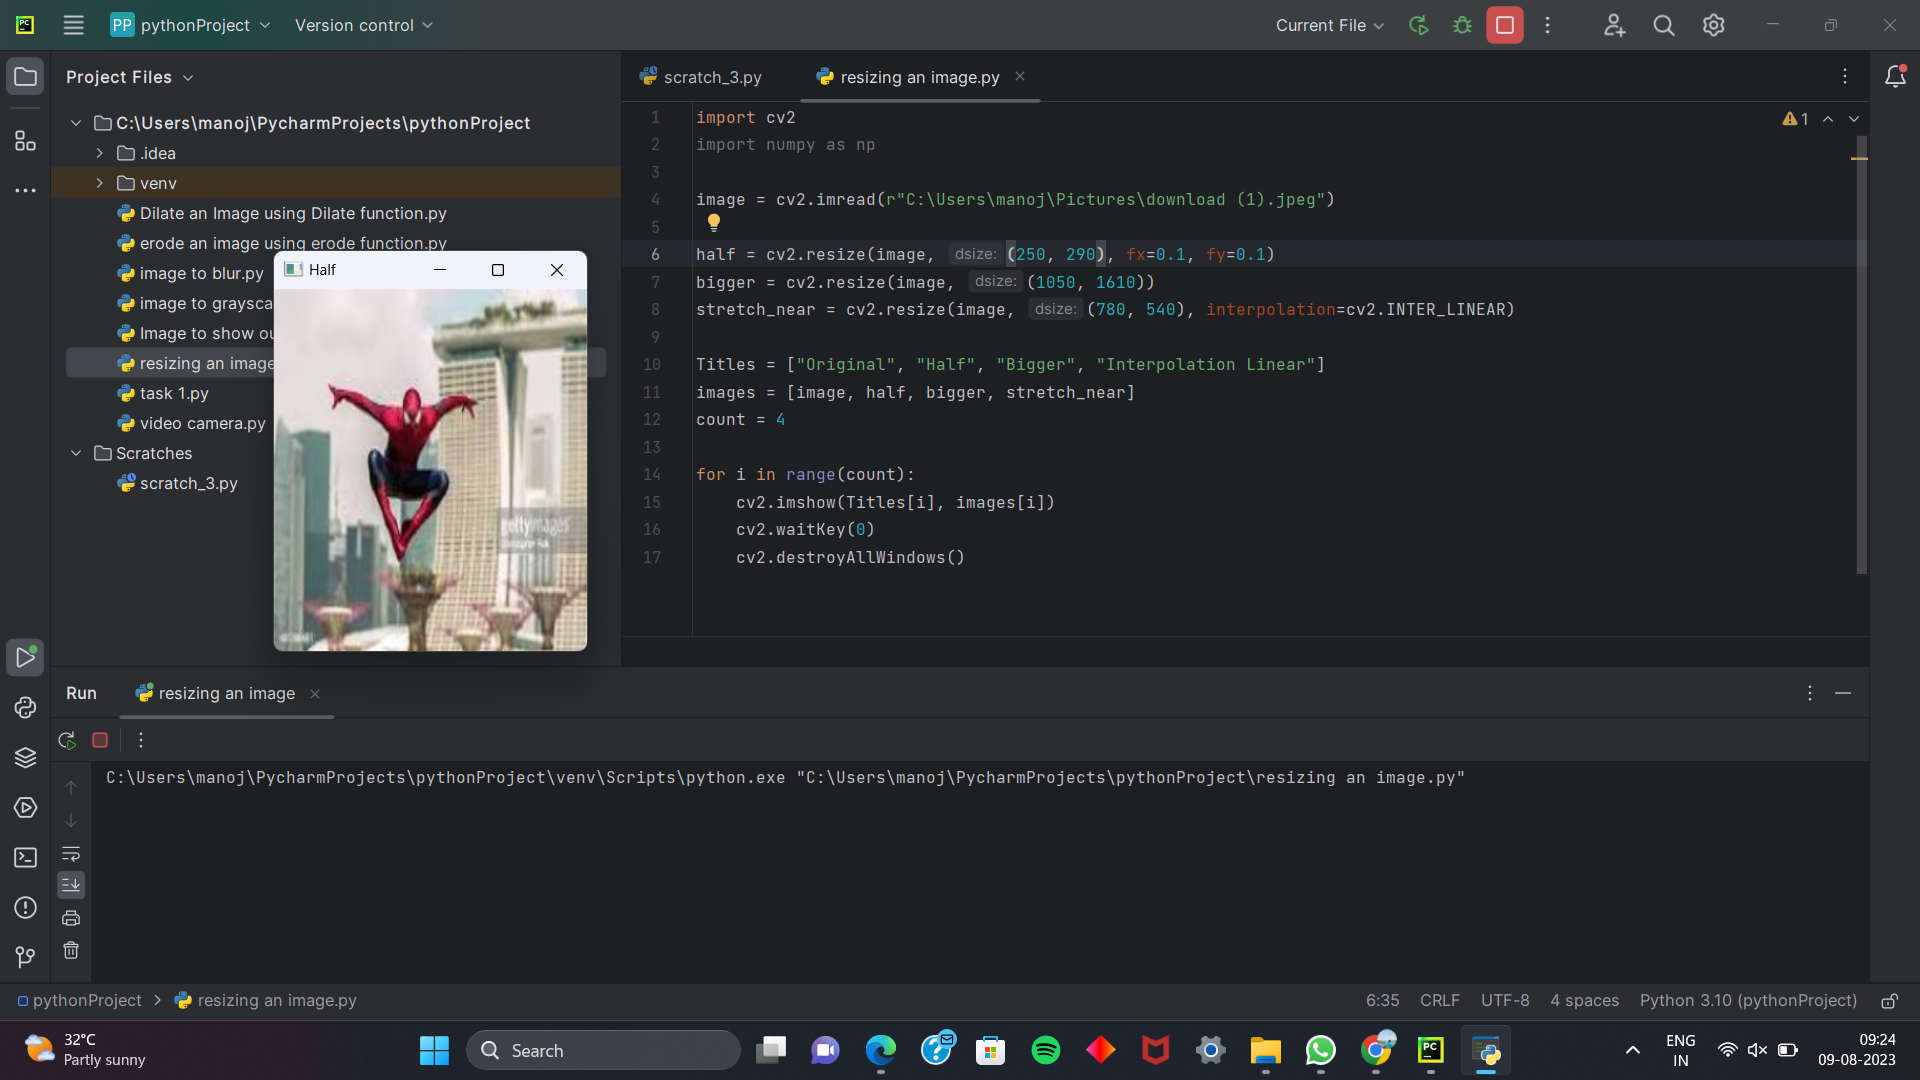 PC
PP pythonProject
Version control
Current File
Project Files
scratch_3.py
resizing an image.py
C:\Users\manoj\PycharmProjects\pythonProject
.idea
venv
Dilate an Image using Dilate function.py
erode an image using erode function.py
image to blur.py
image to graysca
Image to show ou
resizing an image
task 1.py
video camera.py
Scratches
scratch_3.py
Half
gettyimages
1
1 import cv2
2 import numpy as np
3
4 image = cv2.imread(r"C:\Users\manoj\Pictures\download (1).jpeg")
5
6 half = cv2.resize(image, dsize: (250, 290), fx=0.1, fy=0.1)
7 bigger = cv2.resize(image, dsize: (1050, 1610))
8 stretch_near = cv2.resize(image, dsize: (780, 540), interpolation=cv2.INTER_LINEAR)
9
10 Titles = ["Original", "Half", "Bigger", "Interpolation Linear"]
11 images = [image, half, bigger, stretch_near]
12 count = 4
13
14 for i in range(count):
15 cv2.imshow(Titles[i], images[i])
16 cv2.waitKey(0)
17 cv2.destroyAllWindows()
Run
resizing an image
C:\Users\manoj\PycharmProjects\pythonProject\venv\Scripts\python.exe "C:\Users\manoj\PycharmProjects\pythonProject\resizing an image.py"
pythonProject > resizing an image.py
6:35 CRLF UTF-8 4 spaces Python 3.10 (pythonProject)
32°C
Partly sunny
Search
PC
ENG
IN
09:24
09-08-2023